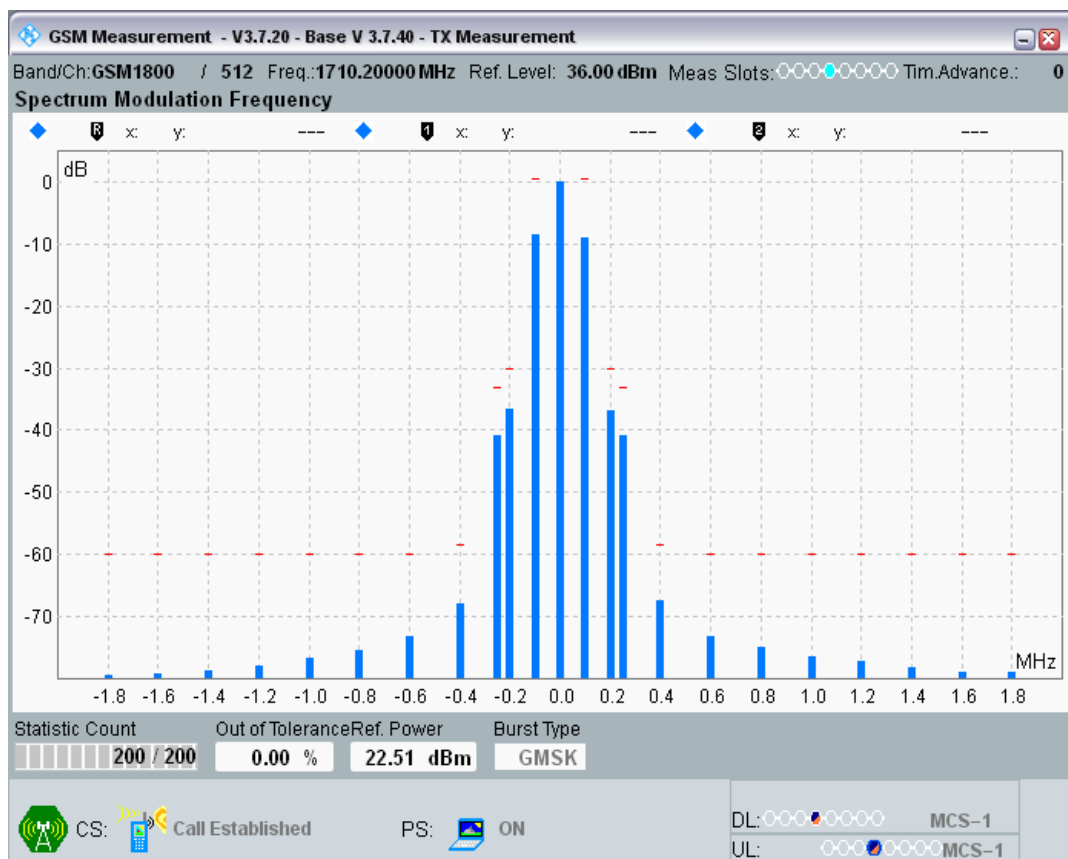 GSM Measurement - V3.7.20 - Base V 3.7.40 - TX Measurement
Band/Ch:GSM1800 / 512 Freq.:1710.20000 MHz Ref. Level: 36.00 dBm Meas Slots: Tim.Advance.: 0
Spectrum Modulation Frequency
R x: y: --- 1 x: y: --- 2 x: y: ---
dB
0
-10
-20
-30
-40
-50
-60
-70
MHz
-1.8 -1.6 -1.4 -1.2 -1.0 -0.8 -0.6 -0.4 -0.2 0.0 0.2 0.4 0.6 0.8 1.0 1.2 1.4 1.6 1.8
Statistic Count Out of Tolerance Ref. Power Burst Type
200 / 200 0.00 % 22.51 dBm GMSK
CS: Call Established PS: ON DL: MCS-1
UL: MCS-1